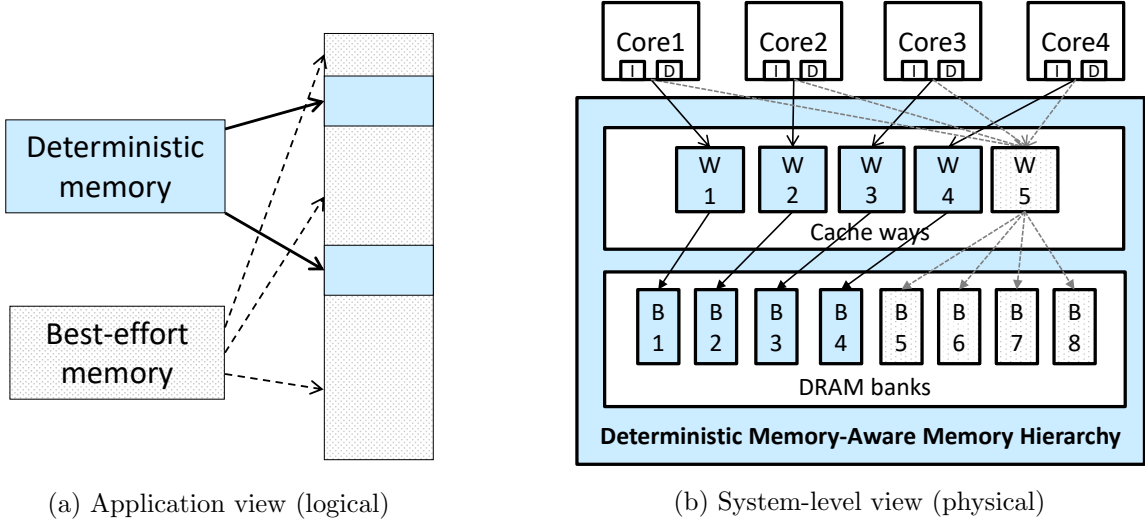 Deterministic
memory
Best-effort
memory
(a) Application view (logical)
Core1 Core2 Core3 Core4
I D I D I D I D
W W W W W
1 2 3 4 5
Cache ways
B B B B B B B B
1 2 3 4 5 6 7 8
DRAM banks
Deterministic Memory-Aware Memory Hierarchy
(b) System-level view (physical)